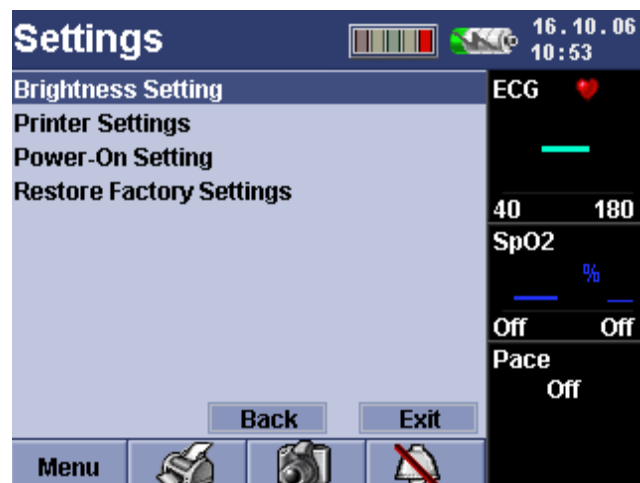 Settings
16.10.06
10:53
Brightness Setting
Printer Settings
Power-On Setting
Restore Factory Settings
Back
Exit
Menu
ECG
40 180
SpO2
%
Off Off
Pace
Off